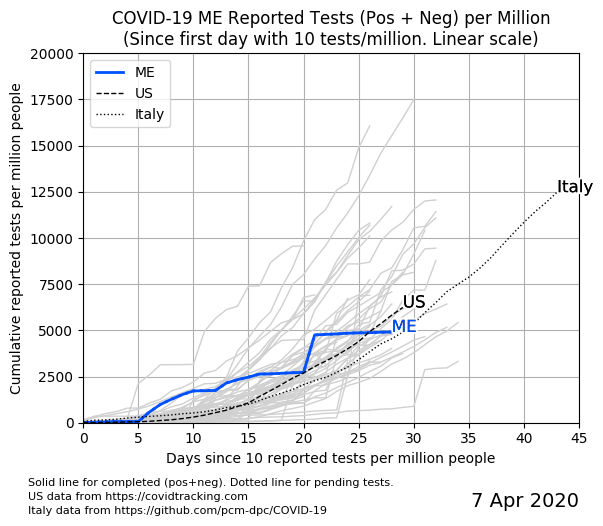 COVID-19 ME Reported Tests (Pos + Neg) per Million
(Since first day with 10 tests/million. Linear scale)
Cumulative reported tests per million people
20000
17500
15000
12500
10000
7500
5000
2500
0
ME
US
Italy
Italy
US
ME
0 5 10 15 20 25 30 35 40 45
Days since 10 reported tests per million people
Solid line for completed (pos+neg). Dotted line for pending tests.
US data from https://covidtracking.com
Italy data from https://github.com/pcm-dpc/COVID-19
7 Apr 2020